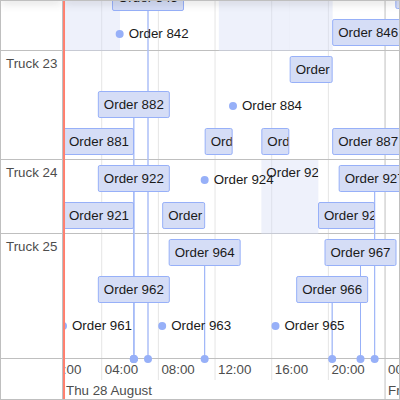 Order 842
Order 846
Truck 23
Order
Order 882
Order 884
Order 881
Ord
Ord
Order 887
Truck 24
Order 922
Order 924
Order 92
Order 927
Order 921
Order
Order 92
Truck 25
Order 964
Order 967
Order 962
Order 966
Order 961
Order 963
Order 965
:00
04:00
08:00
12:00
16:00
20:00
00
Thu 28 August
Fr